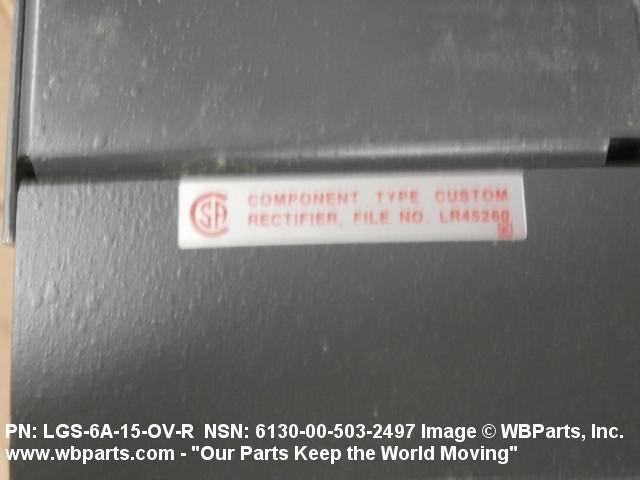 CSA COMPONENT TYPE CUSTOM
RECTIFIER, FILE NO. LR45260
PN: LGS-6A-15-OV-R NSN: 6130-00-503-2497 Image © WBParts, Inc.
www.wbparts.com - "Our Parts Keep the World Moving"